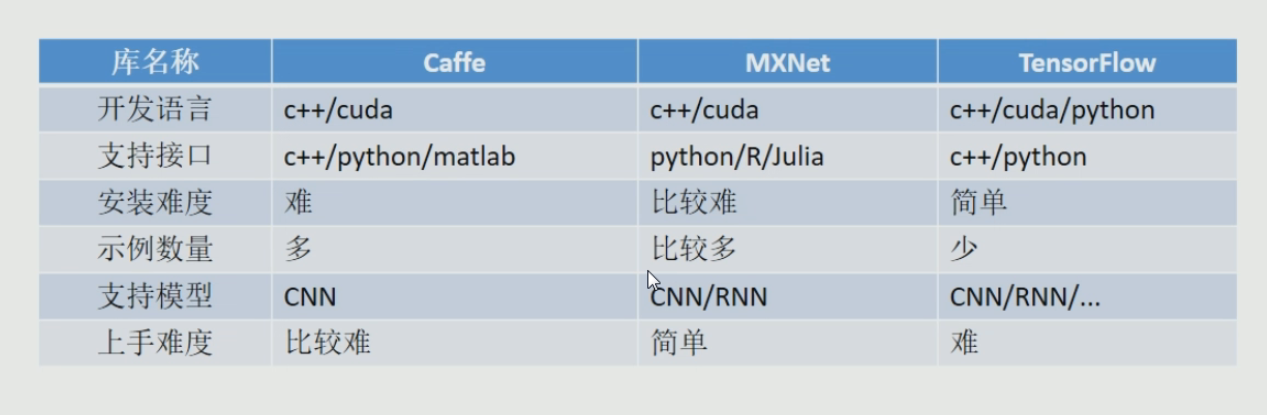 库名称 Caffe MXNet TensorFlow
开发语言 c++/cuda c++/cuda c++/cuda/python
支持接口 c++/python/matlab python/R/Julia c++/python
安装难度 难 比较难 简单
示例数量 多 比较多 少
支持模型 CNN CNN/RNN CNN/RNN/...
上手难度 比较难 简单 难